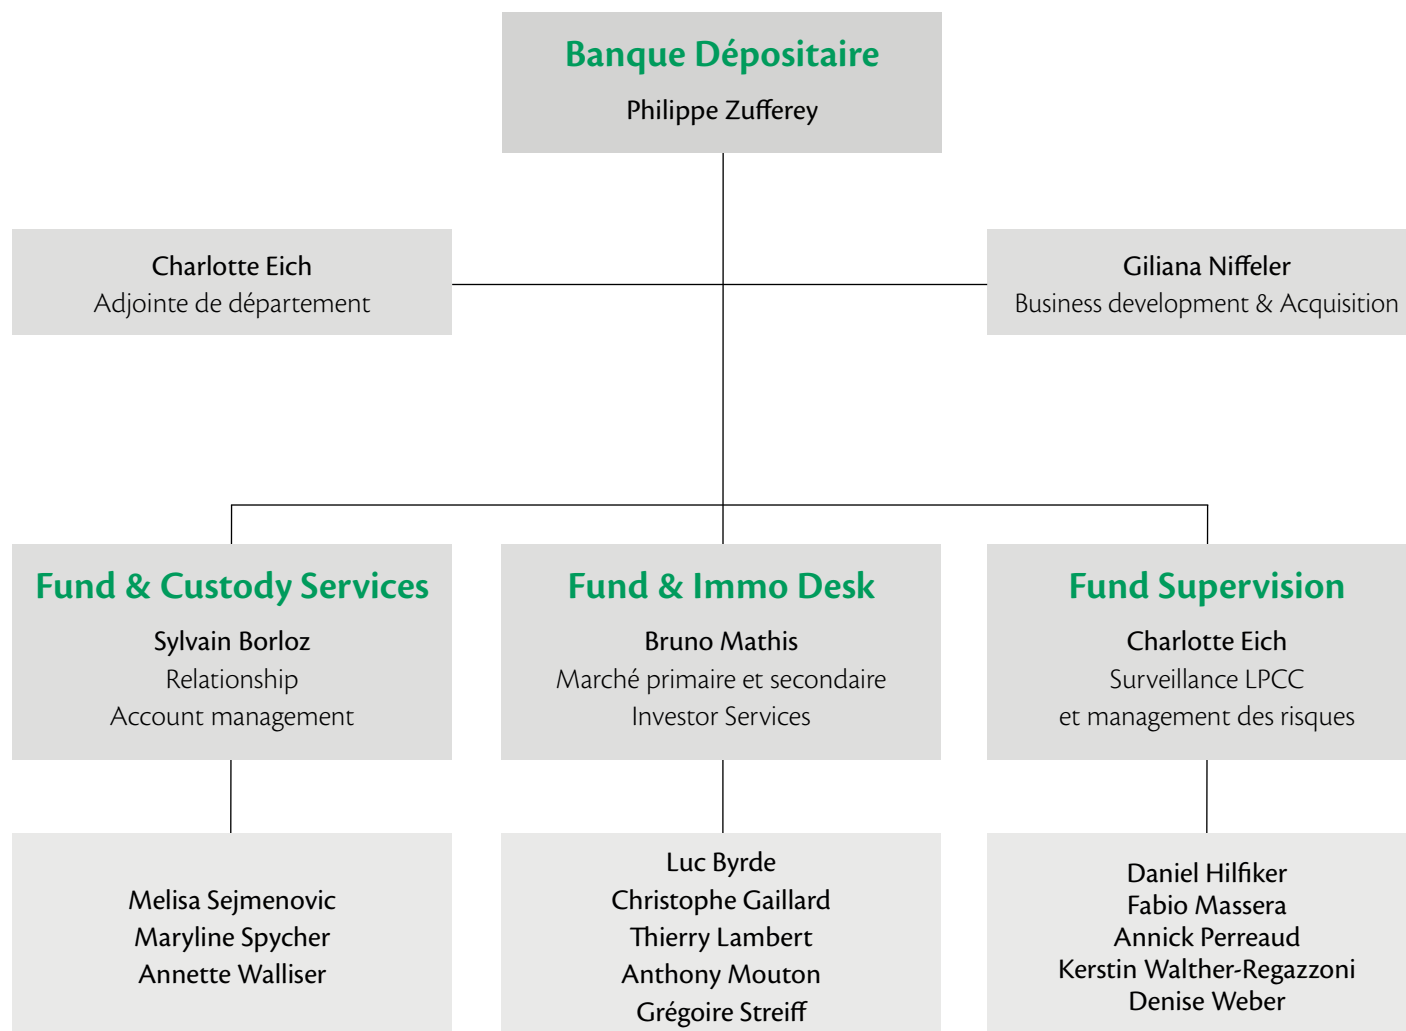 Banque Dépositaire
Philippe Zufferey
Charlotte Eich
Adjointe de département
Giliana Niffeler
Business development & Acquisition
Fund & Custody Services
Sylvain Borloz
Relationship
Account management
Fund & Immo Desk
Bruno Mathis
Marché primaire et secondaire
Investor Services
Fund Supervision
Charlotte Eich
Surveillance LPCC
et management des risques
Melisa Sejmenovic
Maryline Spycher
Annette Walliser
Luc Byrde
Christophe Gaillard
Thierry Lambert
Anthony Mouton
Grégoire Streiff
Daniel Hilfiker
Fabio Massera
Annick Perreaud
Kerstin Walther-Regazzoni
Denise Weber